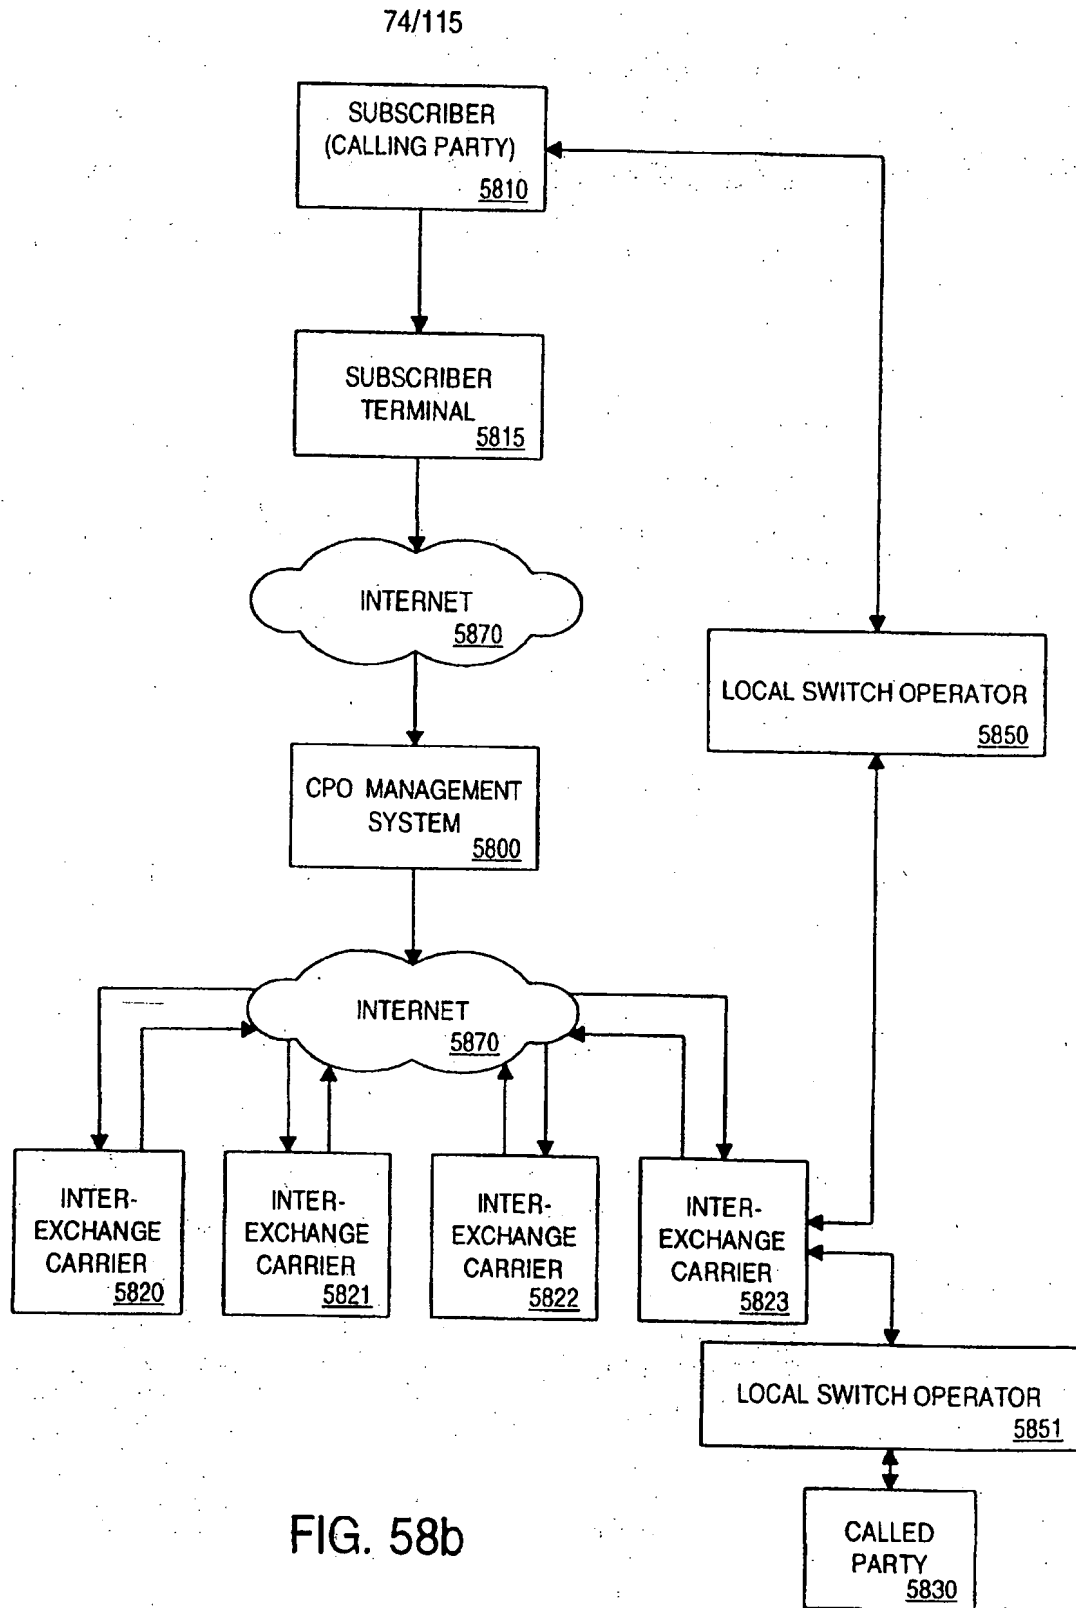 74/115
SUBSCRIBER
(CALLING PARTY)
5810
SUBSCRIBER
TERMINAL
5815
INTERNET
5870
LOCAL SWITCH OPERATOR
5850
CPO MANAGEMENT
SYSTEM
5800
INTERNET
5870
INTER-
EXCHANGE
CARRIER
5820
INTER-
EXCHANGE
CARRIER
5821
INTER-
EXCHANGE
CARRIER
5822
INTER-
EXCHANGE
CARRIER
5823
LOCAL SWITCH OPERATOR
5851
CALLED
PARTY
5830
FIG. 58b